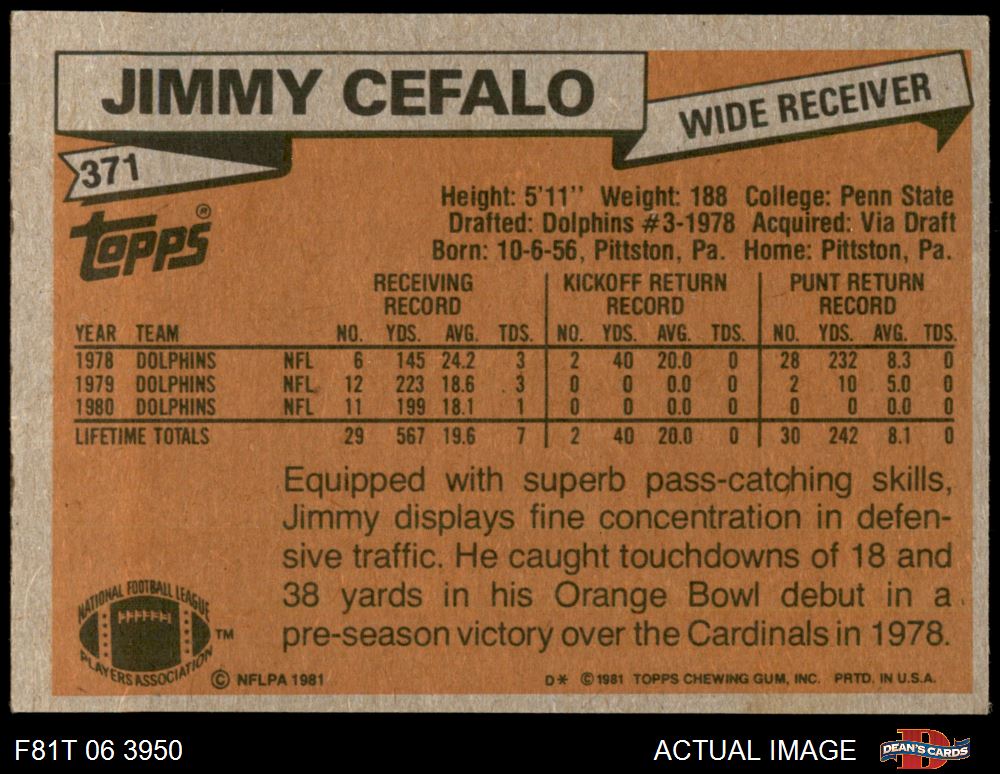 JIMMY CEFALO
WIDE RECEIVER
371
TOPPS®
Height: 5'11'' Weight: 188 College: Penn State
Drafted: Dolphins #3-1978 Acquired: Via Draft
Born: 10-6-56, Pittston, Pa. Home: Pittston, Pa.
RECEIVING RECORD KICKOFF RETURN RECORD PUNT RETURN RECORD
YEAR TEAM NO. YDS. AVG. TDS. NO. YDS. AVG. TDS. NO. YDS. AVG. TDS.
1978 DOLPHINS NFL 6 145 24.2 3 2 40 20.0 0 28 232 8.3 0
1979 DOLPHINS NFL 12 223 18.6 3 0 0 0.0 0 2 10 5.0 0
1980 DOLPHINS NFL 11 199 18.1 1 0 0 0.0 0 0 0 0.0 0
LIFETIME TOTALS 29 567 19.6 7 2 40 20.0 0 30 242 8.1 0
Equipped with superb pass-catching skills,
Jimmy displays fine concentration in defen-
sive traffic. He caught touchdowns of 18 and
38 yards in his Orange Bowl debut in a
pre-season victory over the Cardinals in 1978.
NATIONAL FOOTBALL LEAGUE
PLAYERS ASSOCIATION
TM
© NFLPA 1981
D* © 1981 TOPPS CHEWING GUM, INC. PRTD. IN U.S.A.
F81T 06 3950
ACTUAL IMAGE
DEAN'S CARDS